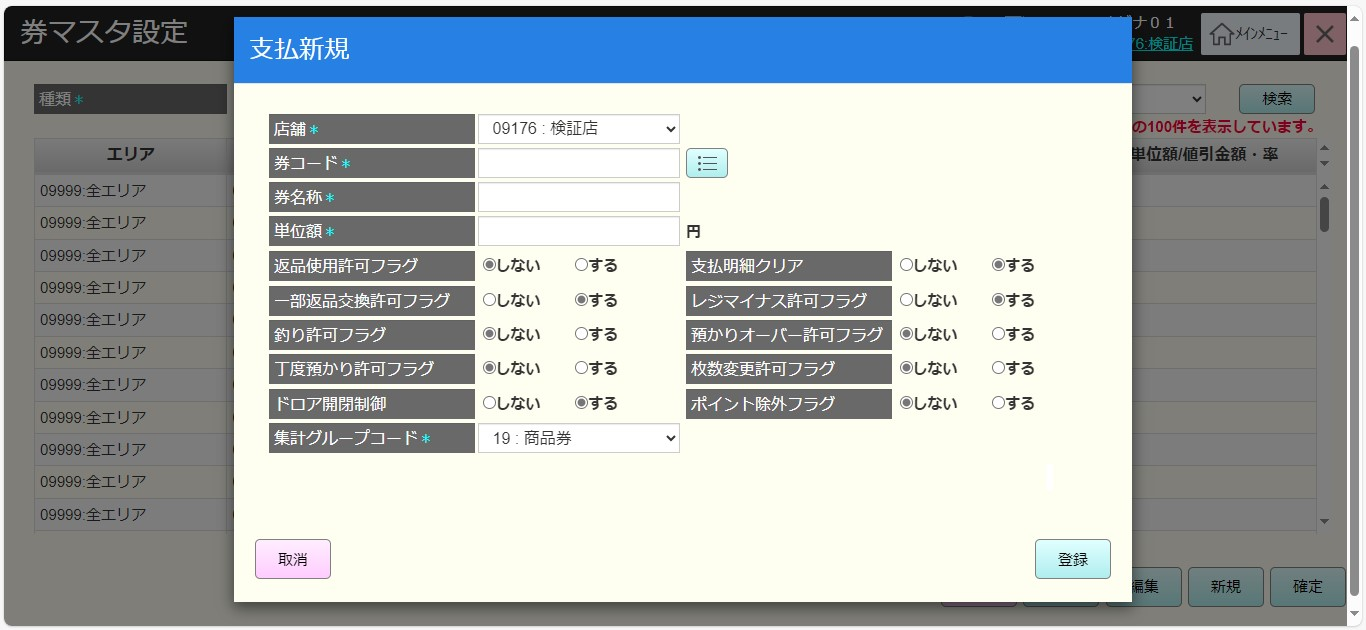 券マスタ設定
ナ01
76:検証店
メインメニュー
種類*
検索
の100件を表示しています。
エリア
単位額/値引金額・率
09999:全エリア
09999:全エリア
09999:全エリア
09999:全エリア
09999:全エリア
09999:全エリア
09999:全エリア
09999:全エリア
09999:全エリア
09999:全エリア
09999:全エリア
支払新規
店舗* 09176 : 検証店
券コード*
券名称*
単位額* 円
返品使用許可フラグ しない する 支払明細クリア しない する
一部返品交換許可フラグ しない する レジマイナス許可フラグ しない する
釣り許可フラグ しない する 預かりオーバー許可フラグ しない する
丁度預かり許可フラグ しない する 枚数変更許可フラグ しない する
ドロア開閉制御 しない する ポイント除外フラグ しない する
集計グループコード* 19 : 商品券
取消 登録
編集 新規 確定